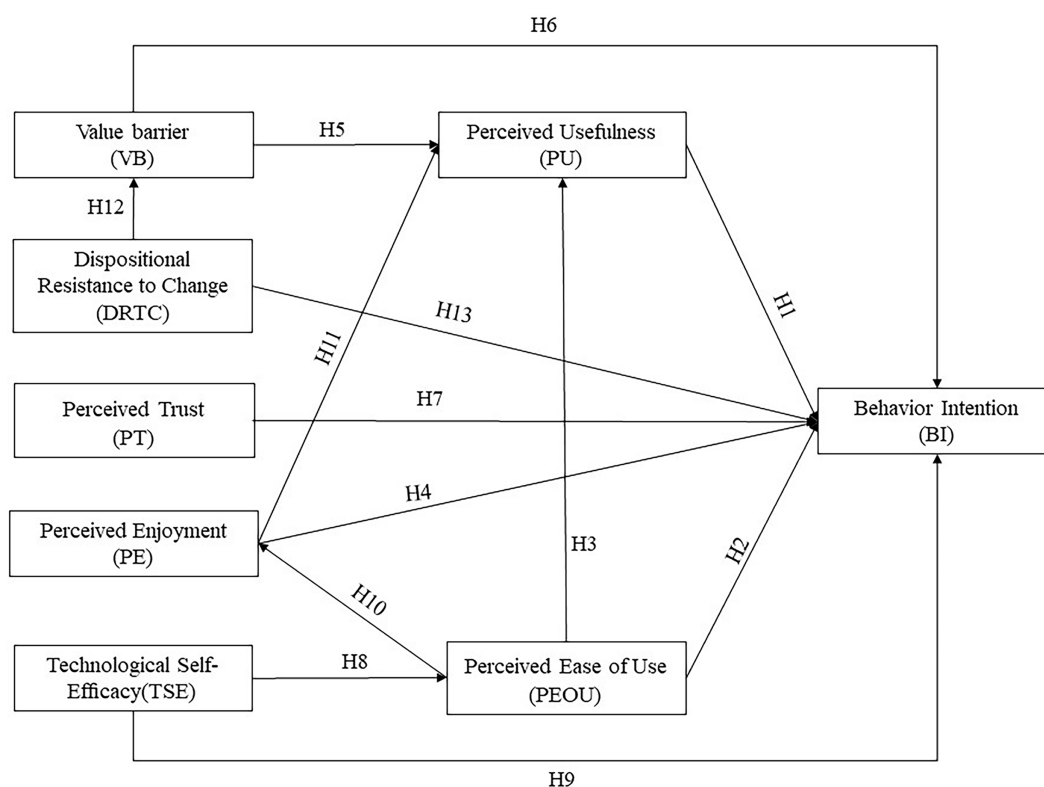 H6
Value barrier
(VB)
H5
Perceived Usefulness
(PU)
H12
Dispositional
Resistance to Change
(DRTC)
H13
H1
H11
Perceived Trust
(PT)
H7
Behavior Intention
(BI)
H4
Perceived Enjoyment
(PE)
H3
H2
H10
Technological Self-
Efficacy(TSE)
H8
Perceived Ease of Use
(PEOU)
H9